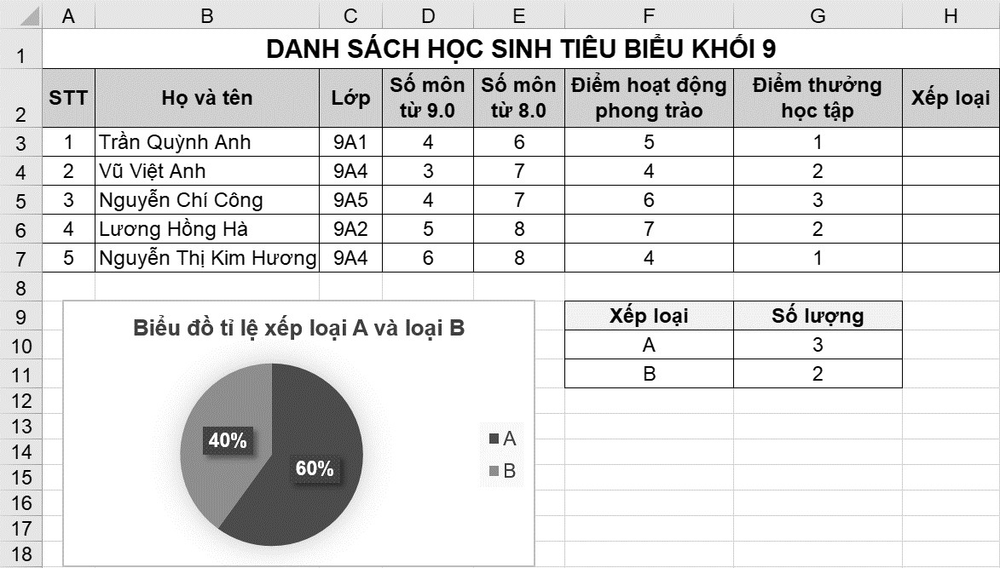 A B C D E F G H
1 DANH SÁCH HỌC SINH TIÊU BIỂU KHỐI 9
2 STT Họ và tên Lớp Số môn từ 9.0 Số môn từ 8.0 Điểm hoạt động phong trào Điểm thưởng học tập Xếp loại
3 1 Trần Quỳnh Anh 9A1 4 6 5 1
4 2 Vũ Việt Anh 9A4 3 7 4 2
5 3 Nguyễn Chí Công 9A5 4 7 6 3
6 4 Lương Hồng Hà 9A2 5 8 7 2
7 5 Nguyễn Thị Kim Hương 9A4 6 8 4 1
8
9 Xếp loại Số lượng
10 A 3
11 B 2
12
13
14
15
16
17
18
Biểu đồ tỉ lệ xếp loại A và loại B
40%
60%
A
B